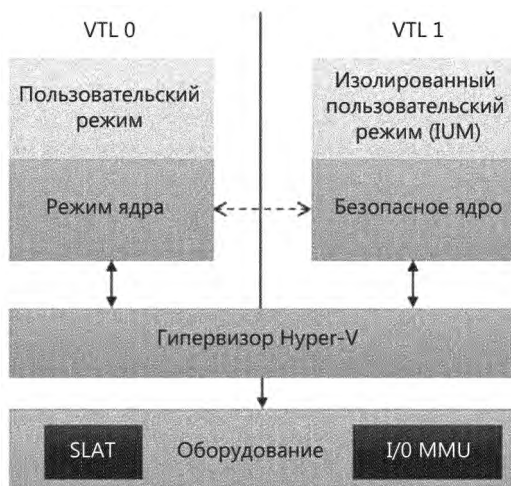 VTL 0
VTL 1
Пользовательский
режим
Изолированный
пользовательский
режим (IUM)
Режим ядра
Безопасное ядро
Гипервизор Hyper-V
SLAT
Оборудование
I/0 MMU